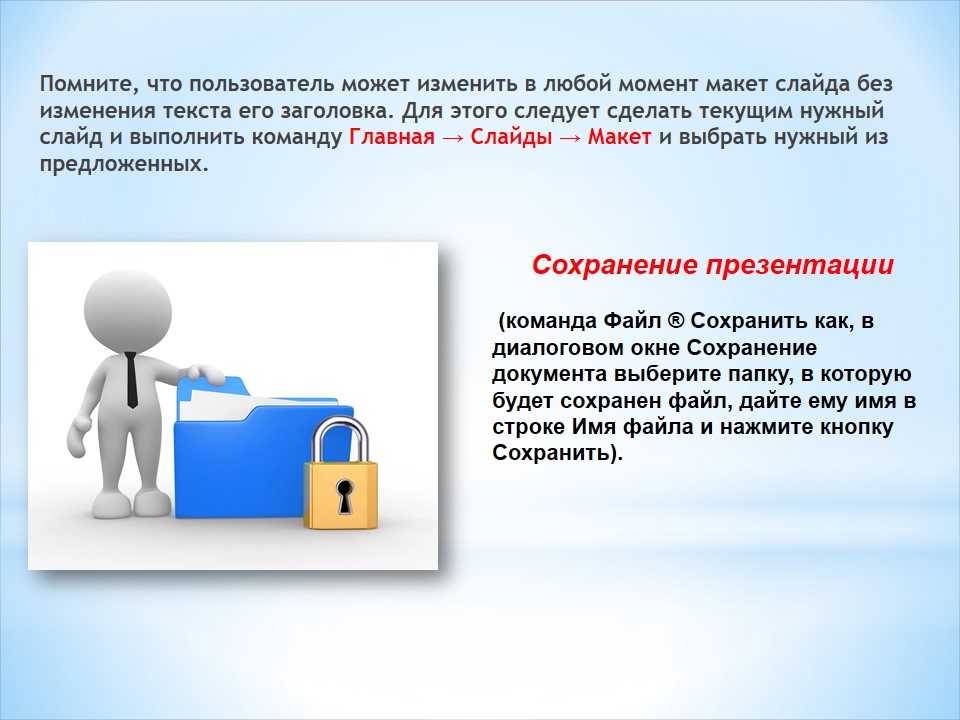 Помните, что пользователь может изменить в любой момент макет слайда без
изменения текста его заголовка. Для этого следует сделать текущим нужный
слайд и выполнить команду Главная → Слайды → Макет и выбрать нужный из
предложенных.
Сохранение презентации
(команда Файл ® Сохранить как, в
диалоговом окне Сохранение
документа выберите папку, в которую
будет сохранен файл, дайте ему имя в
строке Имя файла и нажмите кнопку
Сохранить).